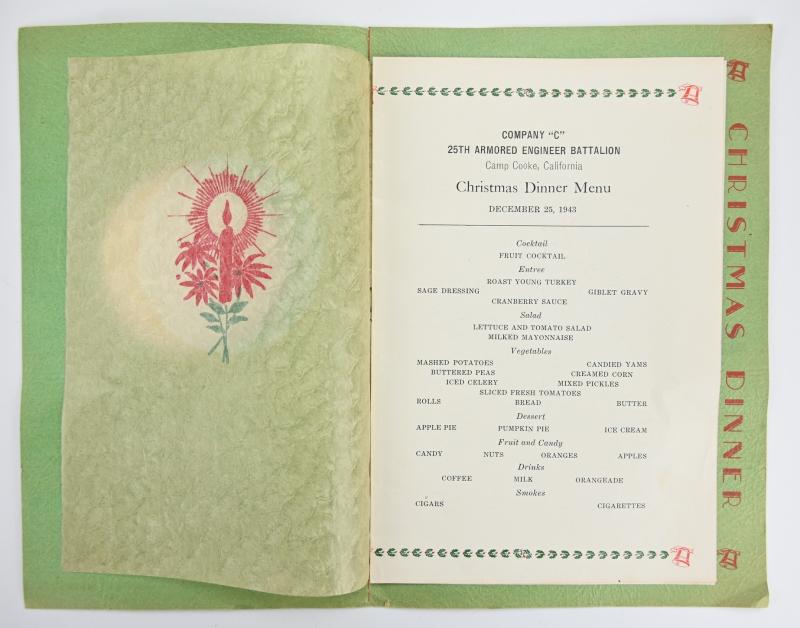 COMPANY "C"
25TH ARMORED ENGINEER BATTALION
Camp Cooke, California
Christmas Dinner Menu
DECEMBER 25, 1943
Cocktail
FRUIT COCKTAIL
Entree
ROAST YOUNG TURKEY
SAGE DRESSING GIBLET GRAVY
CRANBERRY SAUCE
Salad
LETTUCE AND TOMATO SALAD
MILKED MAYONNAISE
Vegetables
MASHED POTATOES CANDIED YAMS
BUTTERED PEAS CREAMED CORN
ICED CELERY MIXED PICKLES
SLICED FRESH TOMATOES
ROLLS BREAD BUTTER
Dessert
APPLE PIE PUMPKIN PIE ICE CREAM
Fruit and Candy
CANDY NUTS ORANGES APPLES
Drinks
COFFEE MILK ORANGEADE
Smokes
CIGARS CIGARETTES
CHRISTMAS DINNER